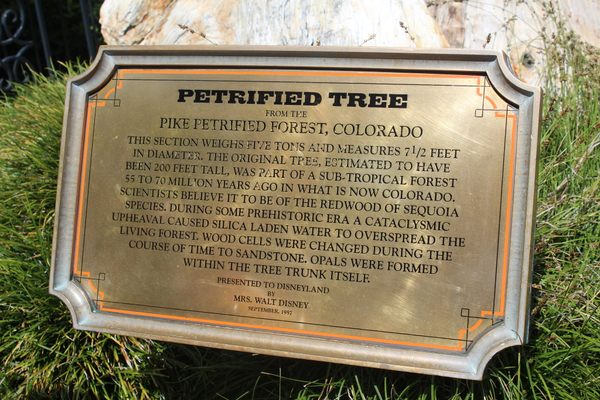 PETRIFIED TREE
FROM THE
PIKE PETRIFIED FOREST, COLORADO
THIS SECTION WEIGHS FIVE TONS AND MEASURES 7 1/2 FEET
IN DIAMETER. THE ORIGINAL TREE, ESTIMATED TO HAVE
BEEN 200 FEET TALL, WAS PART OF A SUB-TROPICAL FOREST
55 TO 70 MILLION YEARS AGO IN WHAT IS NOW COLORADO.
SCIENTISTS BELIEVE IT TO BE OF THE REDWOOD OF SEQUOIA
SPECIES. DURING SOME PREHISTORIC ERA A CATACLYSMIC
UPHEAVAL CAUSED SILICA LADEN WATER TO OVERSPREAD THE
LIVING FOREST. WOOD CELLS WERE CHANGED DURING THE
COURSE OF TIME TO SANDSTONE. OPALS WERE FORMED
WITHIN THE TREE TRUNK ITSELF.
PRESENTED TO DISNEYLAND
BY
MRS. WALT DISNEY
SEPTEMBER, 1957